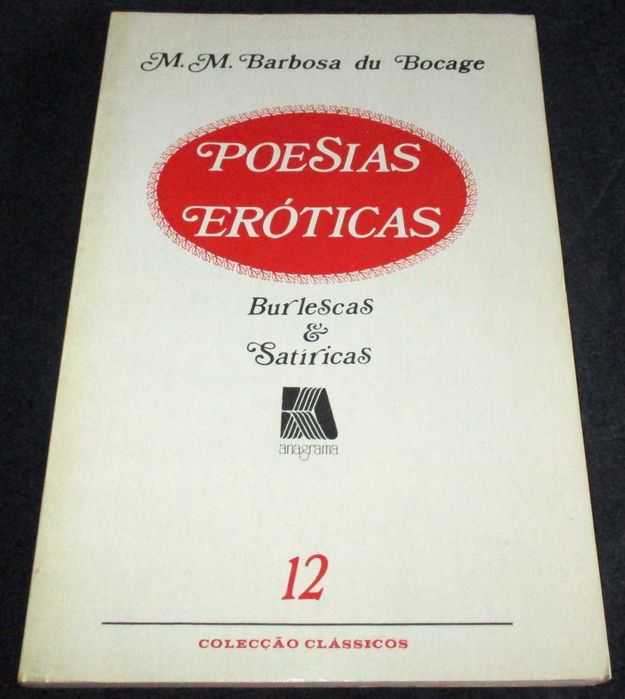 M. M. Barbosa du Bocage
POESIAS
ERÓTICAS
Burlescas
&
Satíricas
anagrama
12
COLECÇÃO CLÁSSICOS